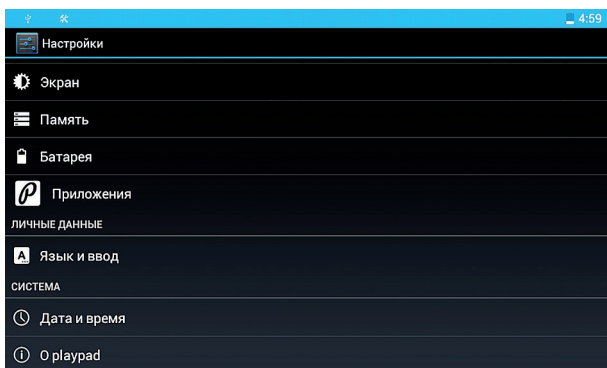 4:59
Настройки
Экран
Память
Батарея
Приложения
ЛИЧНЫЕ ДАННЫЕ
Язык и ввод
СИСТЕМА
Дата и время
О playpad